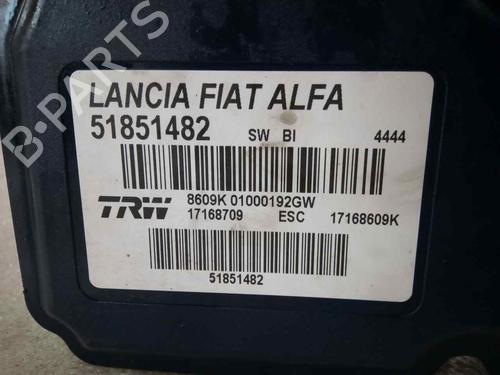 LANCIA FIAT ALFA
51851482 SW BI 4444
8609K 01000192GW
TRW 17168709 ESC 17168609K
51851482
B-PARTS